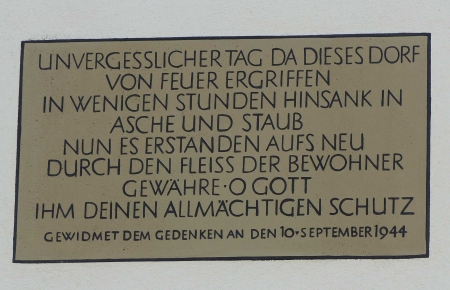 UNVERGESSLICHER TAG DA DIESES DORF
VON FEUER ERGRIFFEN
IN WENIGEN STUNDEN HINSANK IN
ASCHE UND STAUB
NUN ES ERSTANDEN AUFS NEU
DURCH DEN FLEISS DER BEWOHNER
GEWÄHRE · O GOTT
IHM DEINEN ALLMÄCHTIGEN SCHUTZ
GEWIDMET DEM GEDENKEN AN DEN 10 · SEPTEMBER 1944